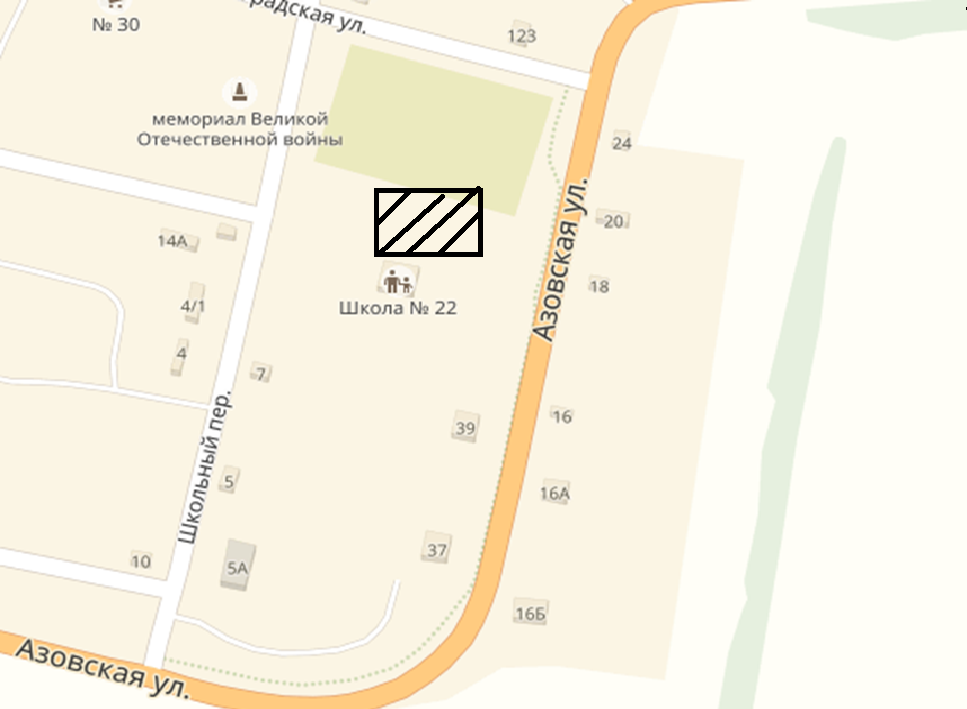 № 30
ул.
123
мемориал Великой
Отечественной войны
24
14А
20
4/1
18
Школа № 22
Азовская ул.
4
7
16
39
Школьный пер.
5
16А
37
10
5А
16Б
Азовская ул.